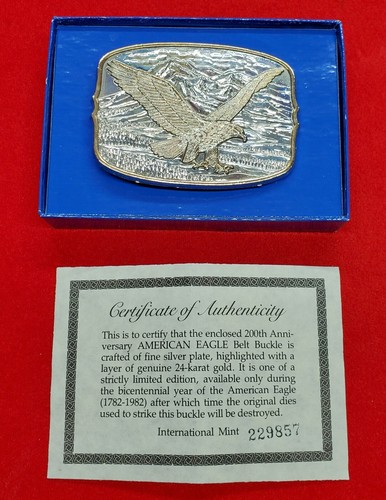 Certificate of Authenticity
This is to certify that the enclosed 200th Anni-
versary AMERICAN EAGLE Belt Buckle is
crafted of fine silver plate, highlighted with a
layer of genuine 24-karat gold. It is one of a
strictly limited edition, available only during
the bicentennial year of the American Eagle
(1782-1982) after which time the original dies
used to strike this buckle will be destroyed.
International Mint 229857